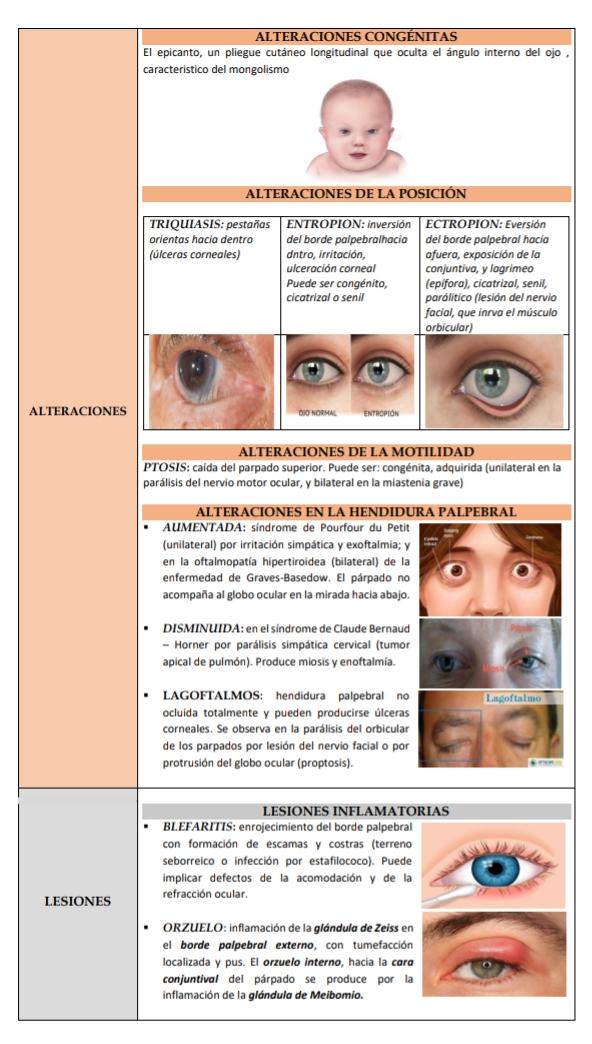 ALTERACIONES CONGÉNITAS
El epicanto, un pliegue cutáneo longitudinal que oculta el ángulo interno del ojo ,
caracteristico del mongolismo
ALTERACIONES DE LA POSICIÓN
TRIQUIASIS: pestañas
orientas hacia dentro
(úlceras corneales)
ENTROPION: inversión
del borde palpebralhacia
dntro, irritación,
ulceración corneal
Puede ser congénito,
cicatrizal o senil
ECTROPION: Eversión
del borde palpebral hacia
afuera, exposición de la
conjuntiva, y lagrimeo
(epífora), cicatrizal, senil,
parálitico (lesión del nervio
facial, que inrva el músculo
orbicular)
OJO NORMAL
ENTROPIÓN
ALTERACIONES
ALTERACIONES DE LA MOTILIDAD
PTOSIS: caída del parpado superior. Puede ser: congénita, adquirida (unilateral en la
parálisis del nervio motor ocular, y bilateral en la miastenia grave)
ALTERACIONES EN LA HENDIDURA PALPEBRAL
▪ AUMENTADA: síndrome de Pourfour du Petit
(unilateral) por irritación simpática y exoftalmia; y
en la oftalmopatía hipertiroidea (bilateral) de la
enfermedad de Graves-Basedow. El párpado no
acompaña al globo ocular en la mirada hacia abajo.
▪ DISMINUIDA: en el síndrome de Claude Bernaud
– Horner por parálisis simpática cervical (tumor
apical de pulmón). Produce miosis y enoftalmía.
Ptosis
Miosis
▪ LAGOFTALMOS: hendidura palpebral no
ocluida totalmente y pueden producirse úlceras
corneales. Se observa en la parálisis del orbicular
de los parpados por lesión del nervio facial o por
protrusión del globo ocular (proptosis).
Lagoftalmo
LESIONES INFLAMATORIAS
▪ BLEFARITIS: enrojecimiento del borde palpebral
con formación de escamas y costras (terreno
seborreico o infección por estafilococo). Puede
implicar defectos de la acomodación y de la
refracción ocular.
LESIONES
▪ ORZUELO: inflamación de la glándula de Zeiss en
el borde palpebral externo, con tumefacción
localizada y pus. El orzuelo interno, hacia la cara
conjuntival del párpado se produce por la
inflamación de la glándula de Meibomio.